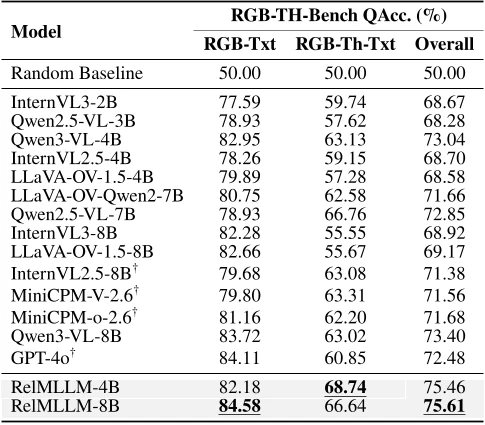 Model RGB-TH-Bench QAcc. (%)
RGB-Txt RGB-Th-Txt Overall
Random Baseline 50.00 50.00 50.00
InternVL3-2B 77.59 59.74 68.67
Qwen2.5-VL-3B 78.93 57.62 68.28
Qwen3-VL-4B 82.95 63.13 73.04
InternVL2.5-4B 78.26 59.15 68.70
LLaVA-OV-1.5-4B 79.89 57.28 68.58
LLaVA-OV-Qwen2-7B 80.75 62.58 71.66
Qwen2.5-VL-7B 78.93 66.76 72.85
InternVL3-8B 82.28 55.55 68.92
LLaVA-OV-1.5-8B 82.66 55.67 69.17
InternVL2.5-8B† 79.68 63.08 71.38
MiniCPM-V-2.6† 79.80 63.31 71.56
MiniCPM-o-2.6† 81.16 62.20 71.68
Qwen3-VL-8B 83.72 63.02 73.40
GPT-4o† 84.11 60.85 72.48
RelMLLM-4B 82.18 68.74 75.46
RelMLLM-8B 84.58 66.64 75.61